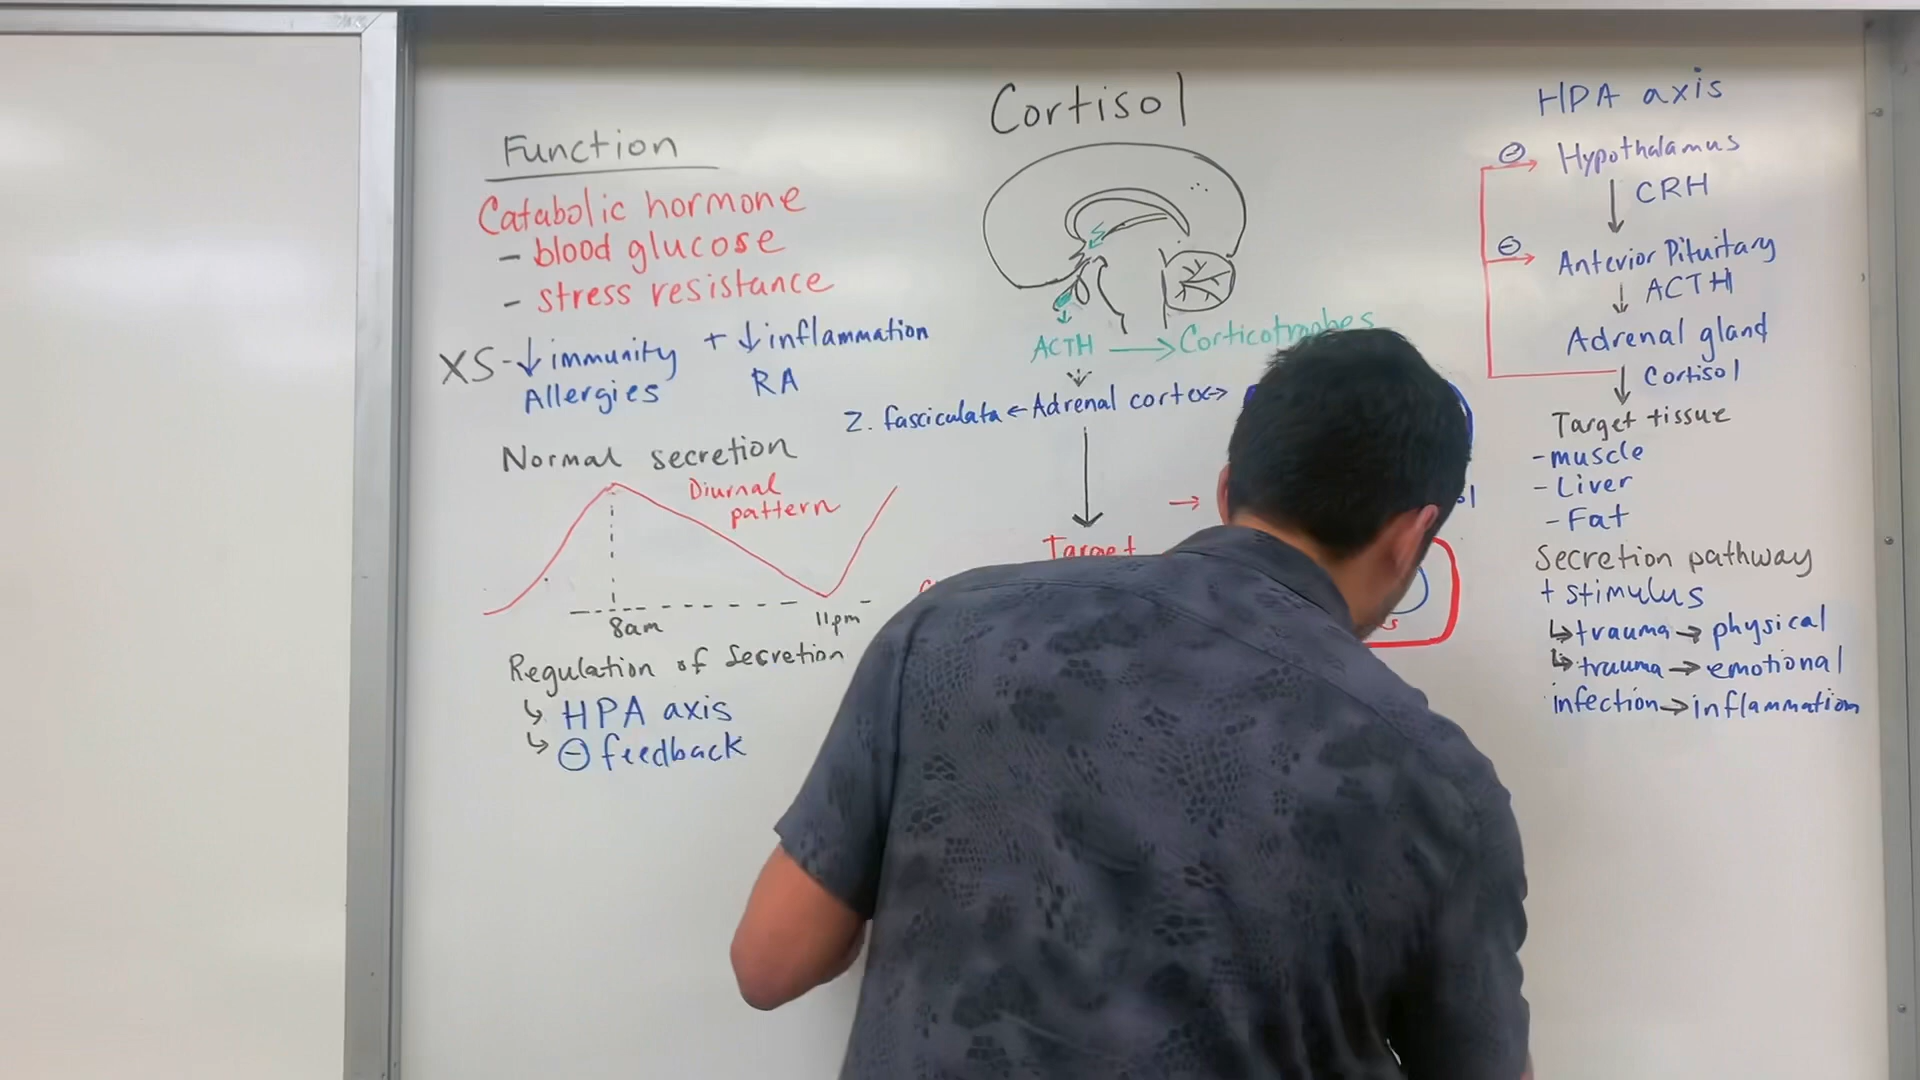 Cortisol
Function
Catabolic hormone
- blood glucose
- stress resistance
XS - ↓ immunity + ↓ inflammation
Allergies RA
Normal secretion
Diurnal
pattern
8am
11pm
Regulation of Secretion
↳ HPA axis
↳ ⊖ feedback
ACTH → Corticotrophes
Z. fasciculata ← Adrenal cortex →
Target
HPA axis
⊖ Hypothalamus
↓ CRH
⊖ Anterior Pituitary
↓ ACTH
Adrenal gland
↓ Cortisol
Target tissue
- muscle
- Liver
- Fat
Secretion pathway
+ stimulus
↳ trauma → physical
↳ trauma → emotional
infection → inflammation